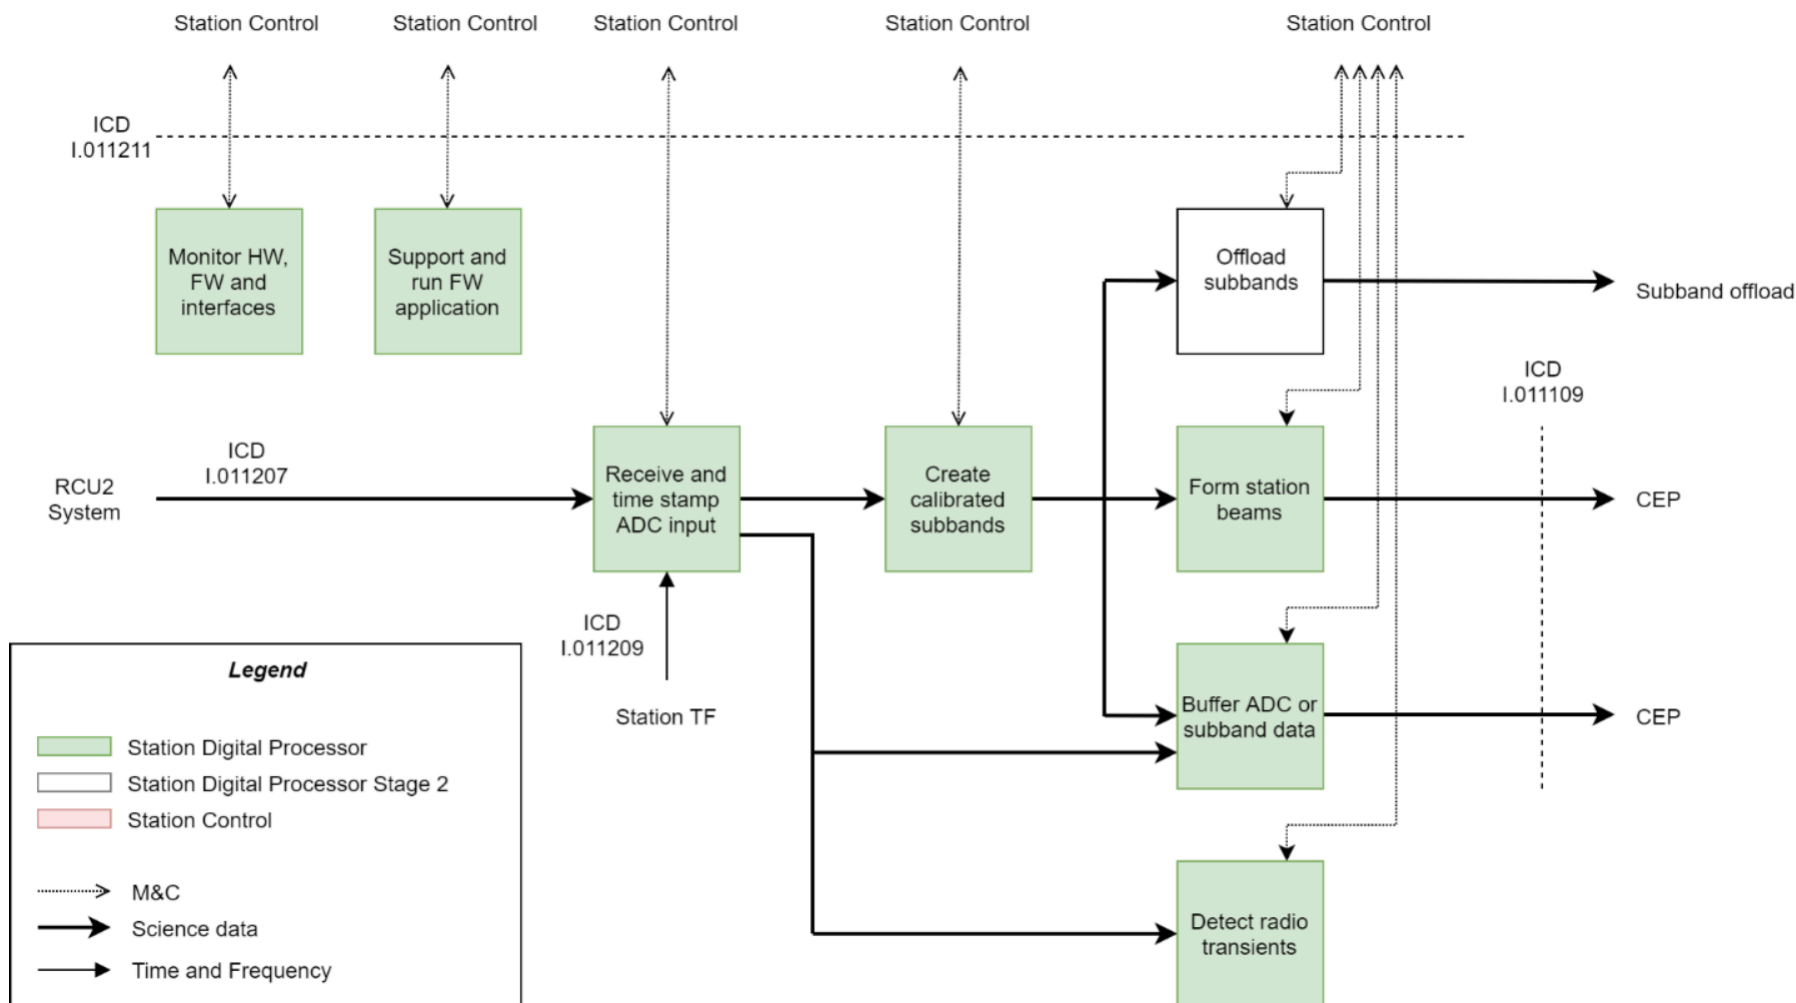 Station Control
Station Control
Station Control
Station Control
Station Control
ICD
I.011211
Monitor HW,
FW and
interfaces
Support and
run FW
application
Offload
subbands
Subband offload
ICD
I.011109
ICD
I.011207
RCU2
System
Receive and
time stamp
ADC input
Create
calibrated
subbands
Form station
beams
CEP
ICD
I.011209
Station TF
Buffer ADC or
subband data
CEP
Detect radio
transients
Legend
Station Digital Processor
Station Digital Processor Stage 2
Station Control
M&C
Science data
Time and Frequency